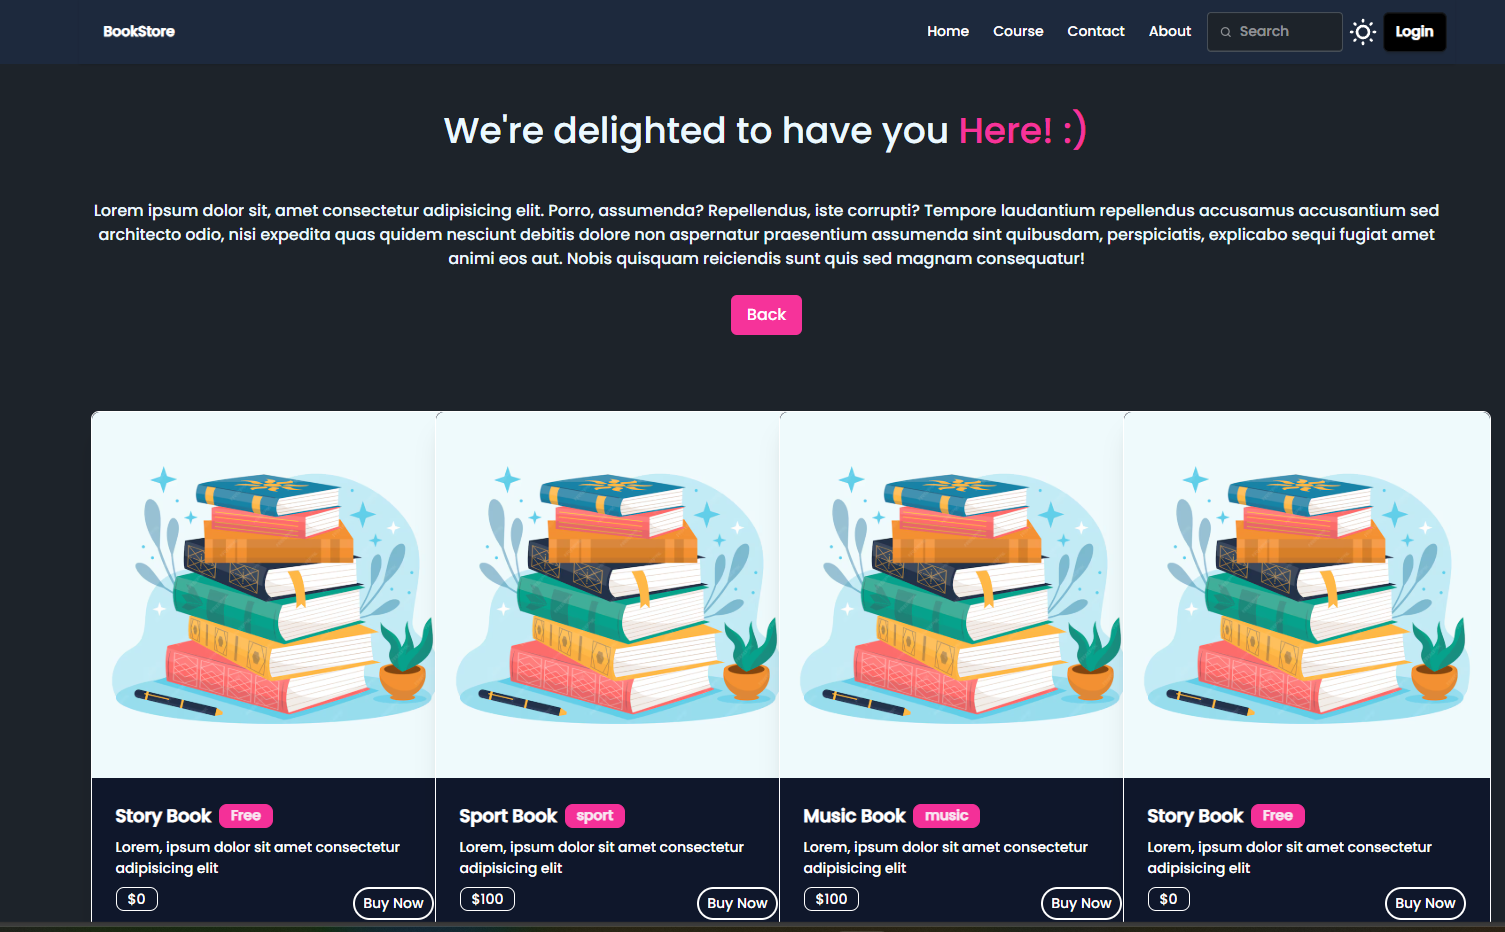 BookStore
Home
Course
Contact
About
Search
Login
We're delighted to have you Here! :)
Lorem ipsum dolor sit, amet consectetur adipisicing elit. Porro, assumenda? Repellendus, iste corrupti? Tempore laudantium repellendus accusamus accusantium sed
architecto odio, nisi expedita quas quidem nesciunt debitis dolore non aspernatur praesentium assumenda sint quibusdam, perspiciatis, explicabo sequi fugiat amet
animi eos aut. Nobis quisquam reiciendis sunt quis sed magnam consequatur!
Back
Story Book Free
Lorem, ipsum dolor sit amet consectetur
adipisicing elit
$0
Buy Now
Sport Book sport
Lorem, ipsum dolor sit amet consectetur
adipisicing elit
$100
Buy Now
Music Book music
Lorem, ipsum dolor sit amet consectetur
adipisicing elit
$100
Buy Now
Story Book Free
Lorem, ipsum dolor sit amet consectetur
adipisicing elit
$0
Buy Now